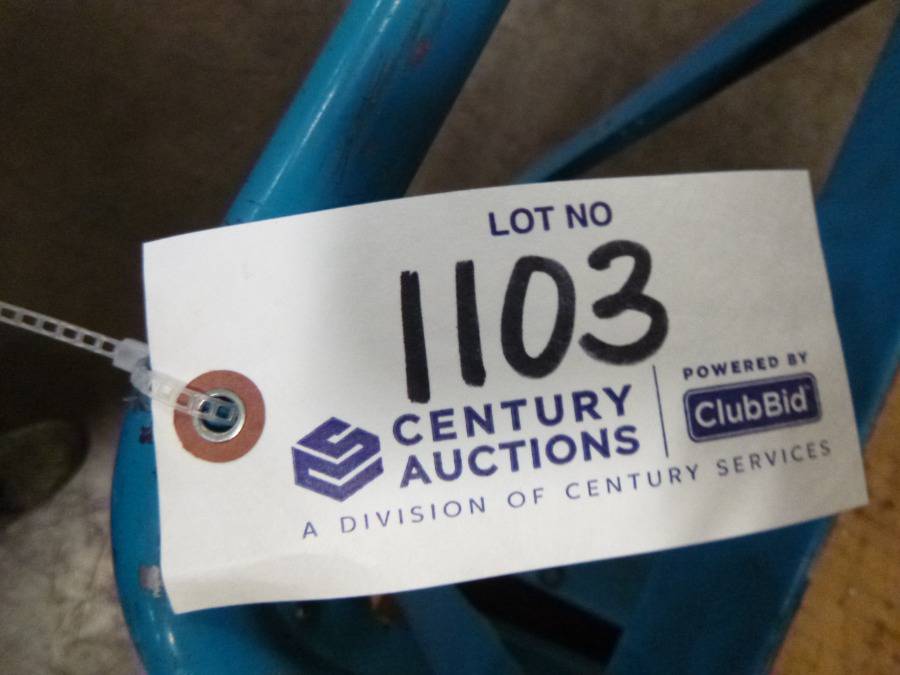 LOT NO
1103
CENTURY
AUCTIONS
POWERED BY
ClubBid
A DIVISION OF CENTURY SERVICES